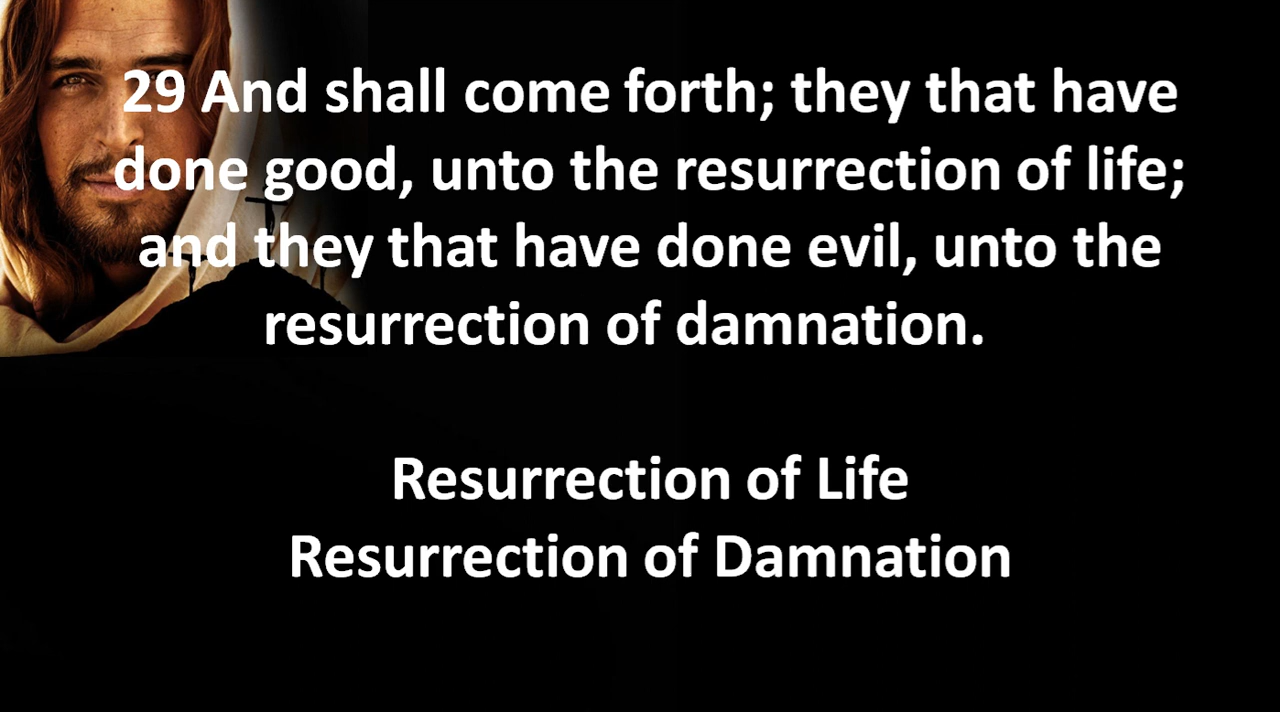 29 And shall come forth; they that have
done good, unto the resurrection of life;
and they that have done evil, unto the
resurrection of damnation.
Resurrection of Life
Resurrection of Damnation